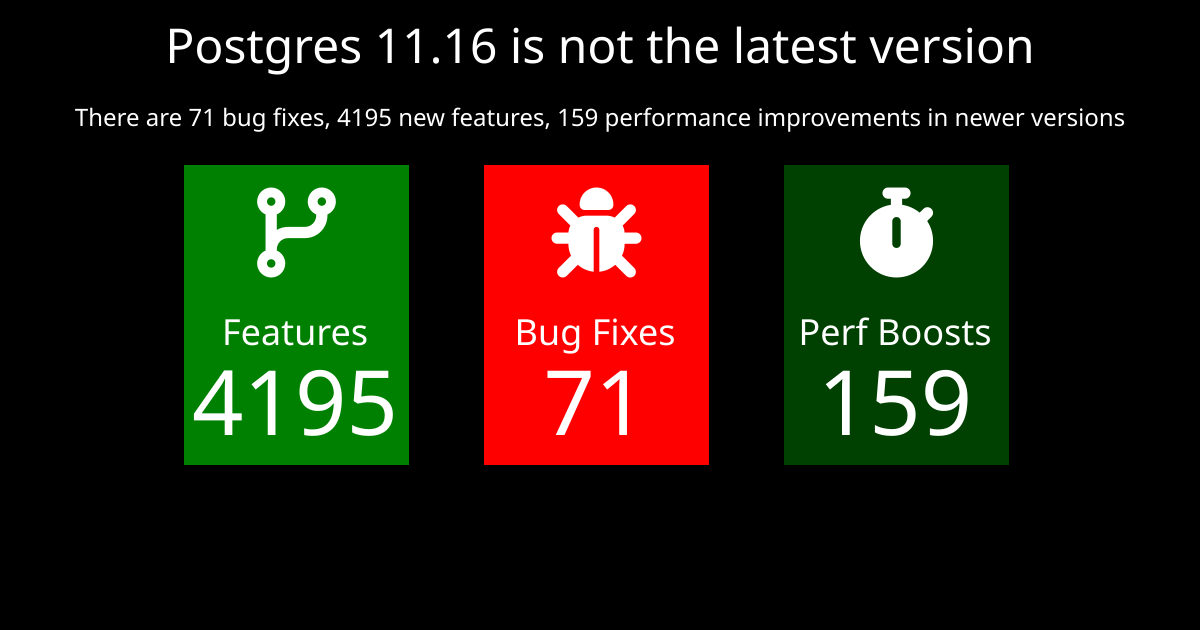 Postgres 11.16 is not the latest version
There are 71 bug fixes, 4195 new features, 159 performance improvements in newer versions
Features
4195
Bug Fixes
71
Perf Boosts
159